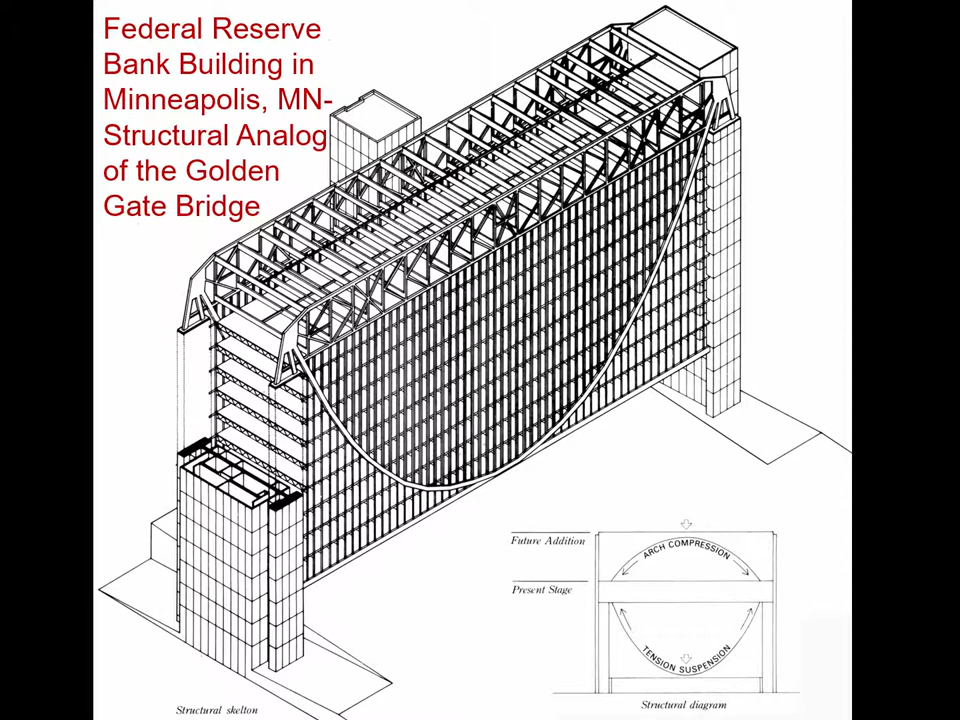 Federal Reserve
Bank Building in
Minneapolis, MN-
Structural Analog
of the Golden
Gate Bridge
Future Addition
ARCH COMPRESSION
Present Stage
TENSION SUSPENSION
Structural skelton
Structural diagram